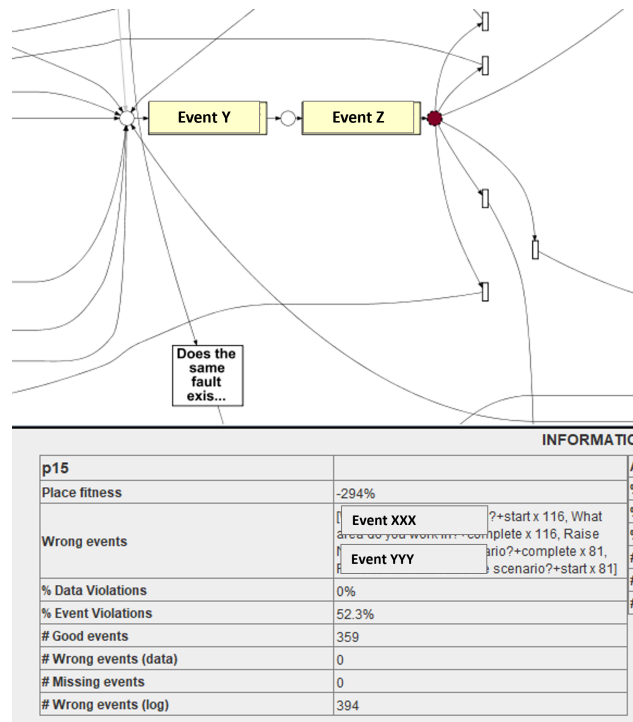 Event Y
Event Z
Does the
same
fault
exis...
INFORMATIO
p15
Place fitness
-294%
Wrong events
[
Event XXX
?+start x 116, What
area do you work in?+complete x 116, Raise
Event YYY
ario?+complete x 81,
e scenario?+start x 81]
% Data Violations
0%
% Event Violations
52.3%
# Good events
359
# Wrong events (data)
0
# Missing events
0
# Wrong events (log)
394